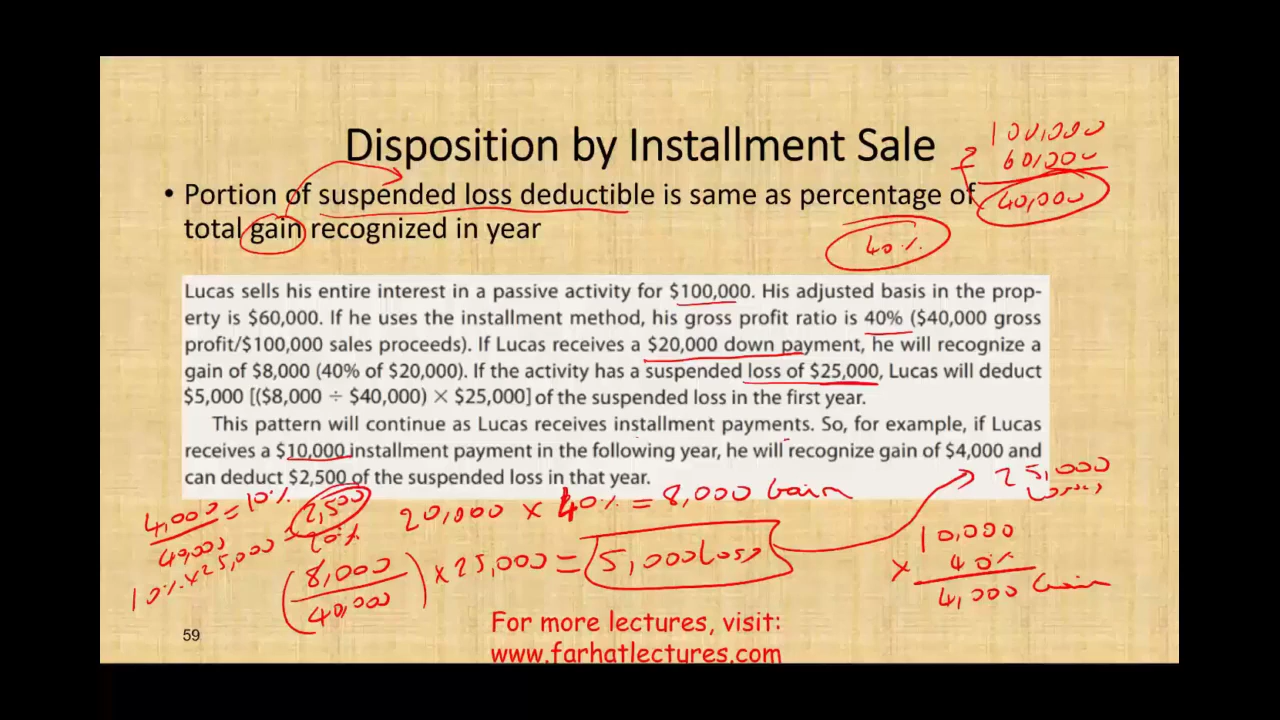 Disposition by Installment Sale
100,000
60,000
40,000
• Portion of suspended loss deductible is same as percentage of
total gain recognized in year
40%
Lucas sells his entire interest in a passive activity for $100,000. His adjusted basis in the prop-
erty is $60,000. If he uses the installment method, his gross profit ratio is 40% ($40,000 gross
profit/$100,000 sales proceeds). If Lucas receives a $20,000 down payment, he will recognize a
gain of $8,000 (40% of $20,000). If the activity has a suspended loss of $25,000, Lucas will deduct
$5,000 [($8,000 ÷ $40,000) × $25,000] of the suspended loss in the first year.
This pattern will continue as Lucas receives installment payments. So, for example, if Lucas
receives a $10,000 installment payment in the following year, he will recognize gain of $4,000 and
can deduct $2,500 of the suspended loss in that year.
25,000
4,000 = 10%
40,000
10% × 25,000 = 2,500
20%
20,000 × 40% = 8,000 Gain
(8,000
40,000) × 25,000 = 5,000 Loss
10,000
× 40%
4,000 Gain
For more lectures, visit:
www.farhatlectures.com
59